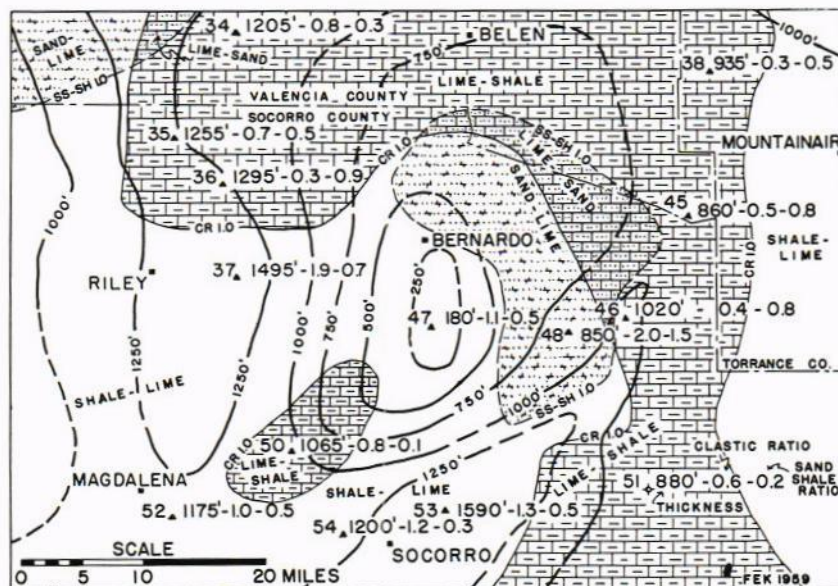 34 1205'-0.8-0.3
BELEN
1000'
SAND-LIME
LIME-SAND
750'
38 935'-0.3-0.5
LIME-SHALE
SS-SH 1.0
VALENCIA COUNTY
SOCORRO COUNTY
35 1255'-0.7-0.5
MOUNTAINAIR
SS-SH 1.0
CR 1.0
LIME-SAND
36 1295'-0.3-0.9
1000'
SAND LIME
45 860'-0.5-0.8
CR 1.0
BERNARDO
SHALE-LIME
CR 1.0
RILEY
37 1495'-1.9-0.7
250'
500'
750'
1000'
1250'
1250'
47 180'-1.1-0.5
46 1020' 0.4-0.8
48 850'-2.0-1.5
TORRANCE CO.
SHALE-LIME
750'
1000'
SS-SH 1.0
CR 1.0
50 1065'-0.8-0.1
CR 1.0
LIME-SHALE
1250'
LIME-SHALE
CLASTIC RATIO
SAND SHALE RATIO
51 880'-0.6-0.2
THICKNESS
MAGDALENA
SHALE-LIME
52 1175'-1.0-0.5
53 1590'-1.3-0.5
54 1200'-1.2-0.3
SOCORRO
SCALE
0 10 20 MILES
FEK 1959